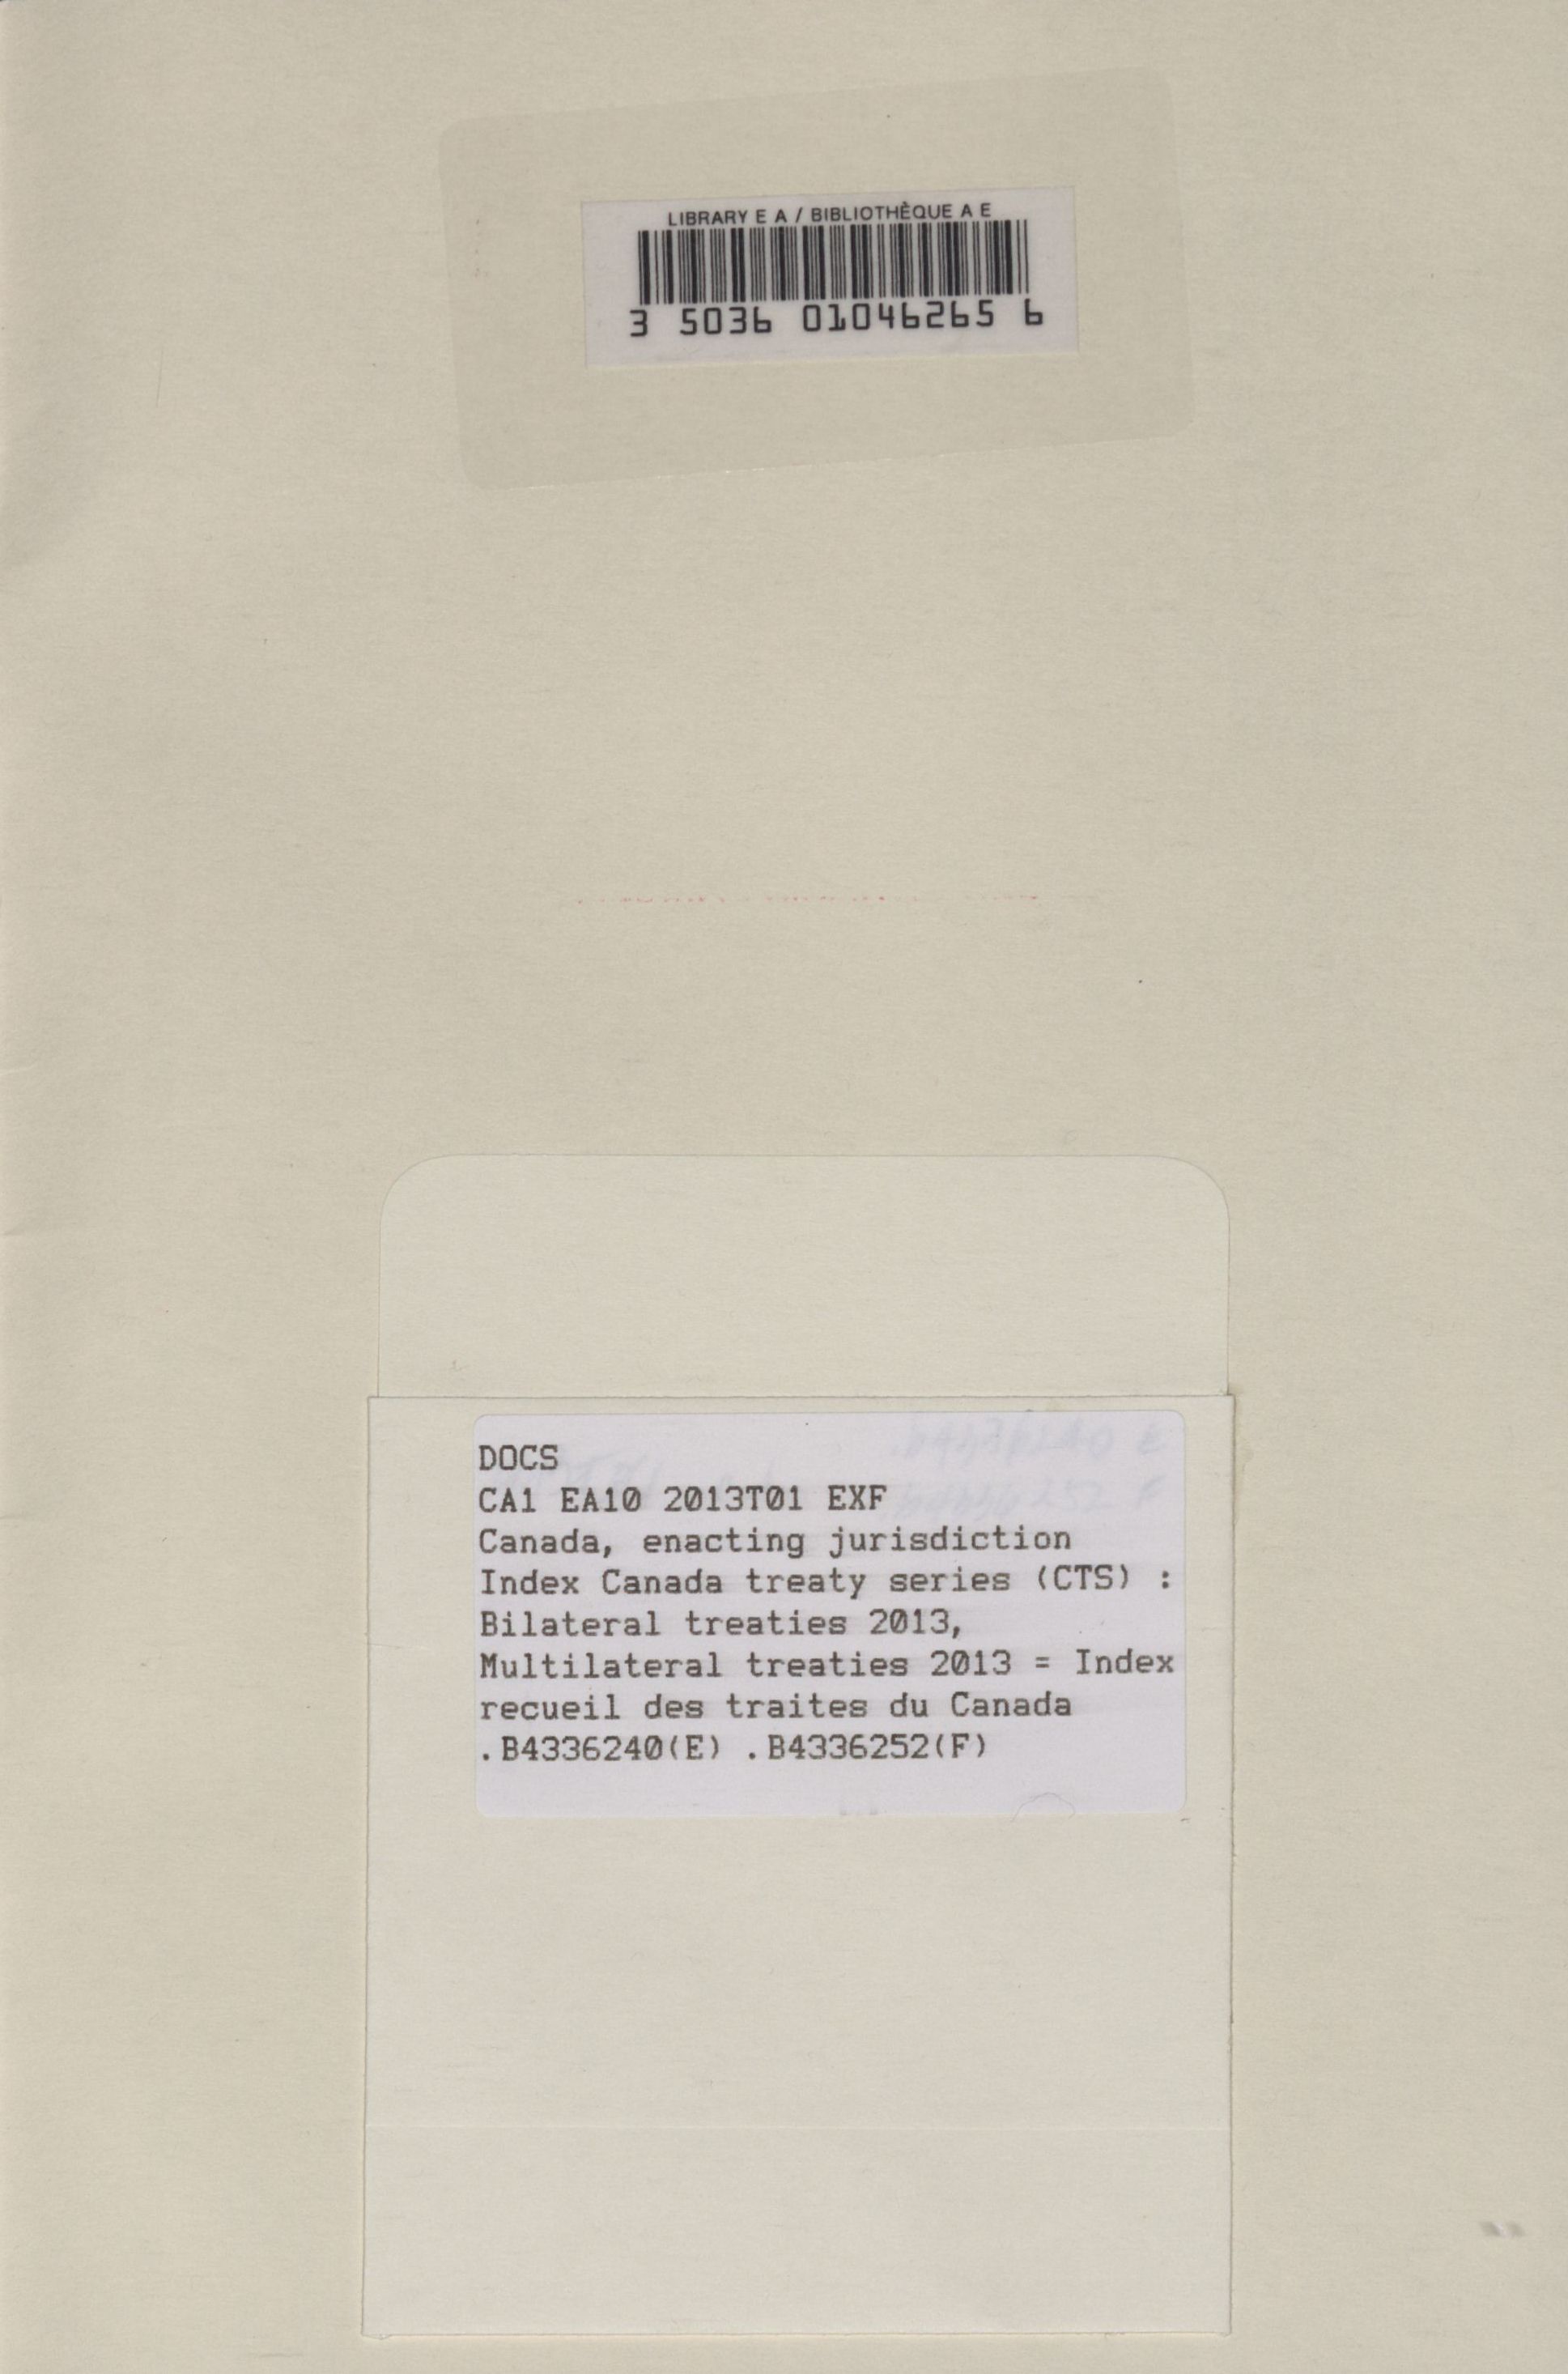 LIBRARY E A / BIBLIOTHÈQUE A E
3 5036 01046265 6
DOCS
CA1 EA10 2013T01 EXF
Canada, enacting jurisdiction
Index Canada treaty series (CTS) :
Bilateral treaties 2013,
Multilateral treaties 2013 = Index
recueil des traites du Canada
.B4336240(E) .B4336252(F)